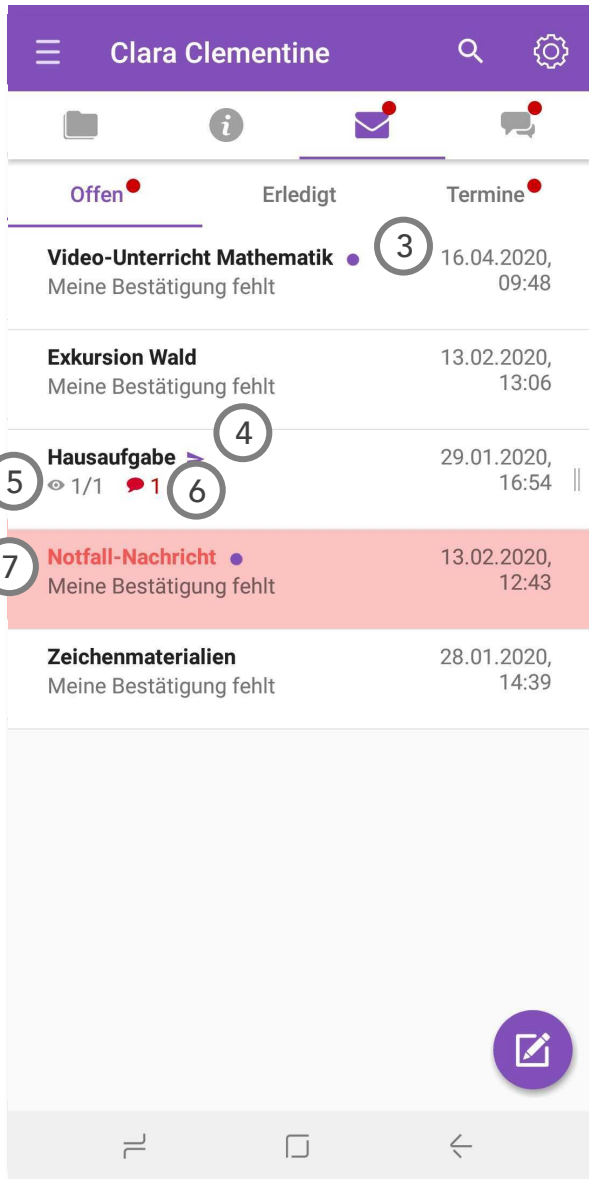 Clara Clementine
Offen Erledigt Termine
Video-Unterricht Mathematik 3 16.04.2020,
Meine Bestätigung fehlt 09:48
Exkursion Wald 13.02.2020,
Meine Bestätigung fehlt 13:06
4
Hausaufgabe 29.01.2020,
5 1/1 1 6 16:54
7 Notfall-Nachricht 13.02.2020,
Meine Bestätigung fehlt 12:43
Zeichenmaterialien 28.01.2020,
Meine Bestätigung fehlt 14:39